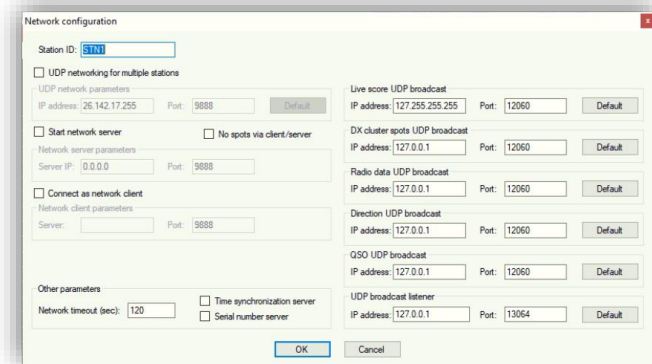 Network configuration
x
Station ID: STN1
UDP networking for multiple stations
UDP network parameters
IP address: 26.142.17.255 Port: 9888 Default
Start network server
No spots via client/server
Network server parameters
Server IP: 0.0.0.0 Port: 9888
Connect as network client
Network client parameters
Server: Port: 9888
Other parameters
Network timeout (sec): 120
Time synchronization server
Serial number server
Live score UDP broadcast
IP address: 127.255.255.255 Port: 12060 Default
DX cluster spots UDP broadcast
IP address: 127.0.0.1 Port: 12060 Default
Radio data UDP broadcast
IP address: 127.0.0.1 Port: 12060 Default
Direction UDP broadcast
IP address: 127.0.0.1 Port: 12060 Default
QSO UDP broadcast
IP address: 127.0.0.1 Port: 12060 Default
UDP broadcast listener
IP address: 127.0.0.1 Port: 13064 Default
OK Cancel